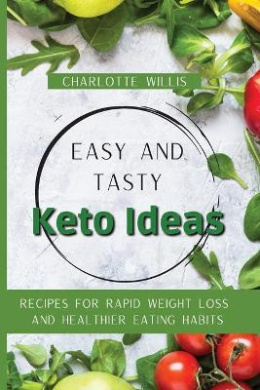 CHARLOTTE WILLIS
EASY AND
TASTY
Keto Ideas
RECIPES FOR RAPID WEIGHT LOSS
AND HEALTHIER EATING HABITS